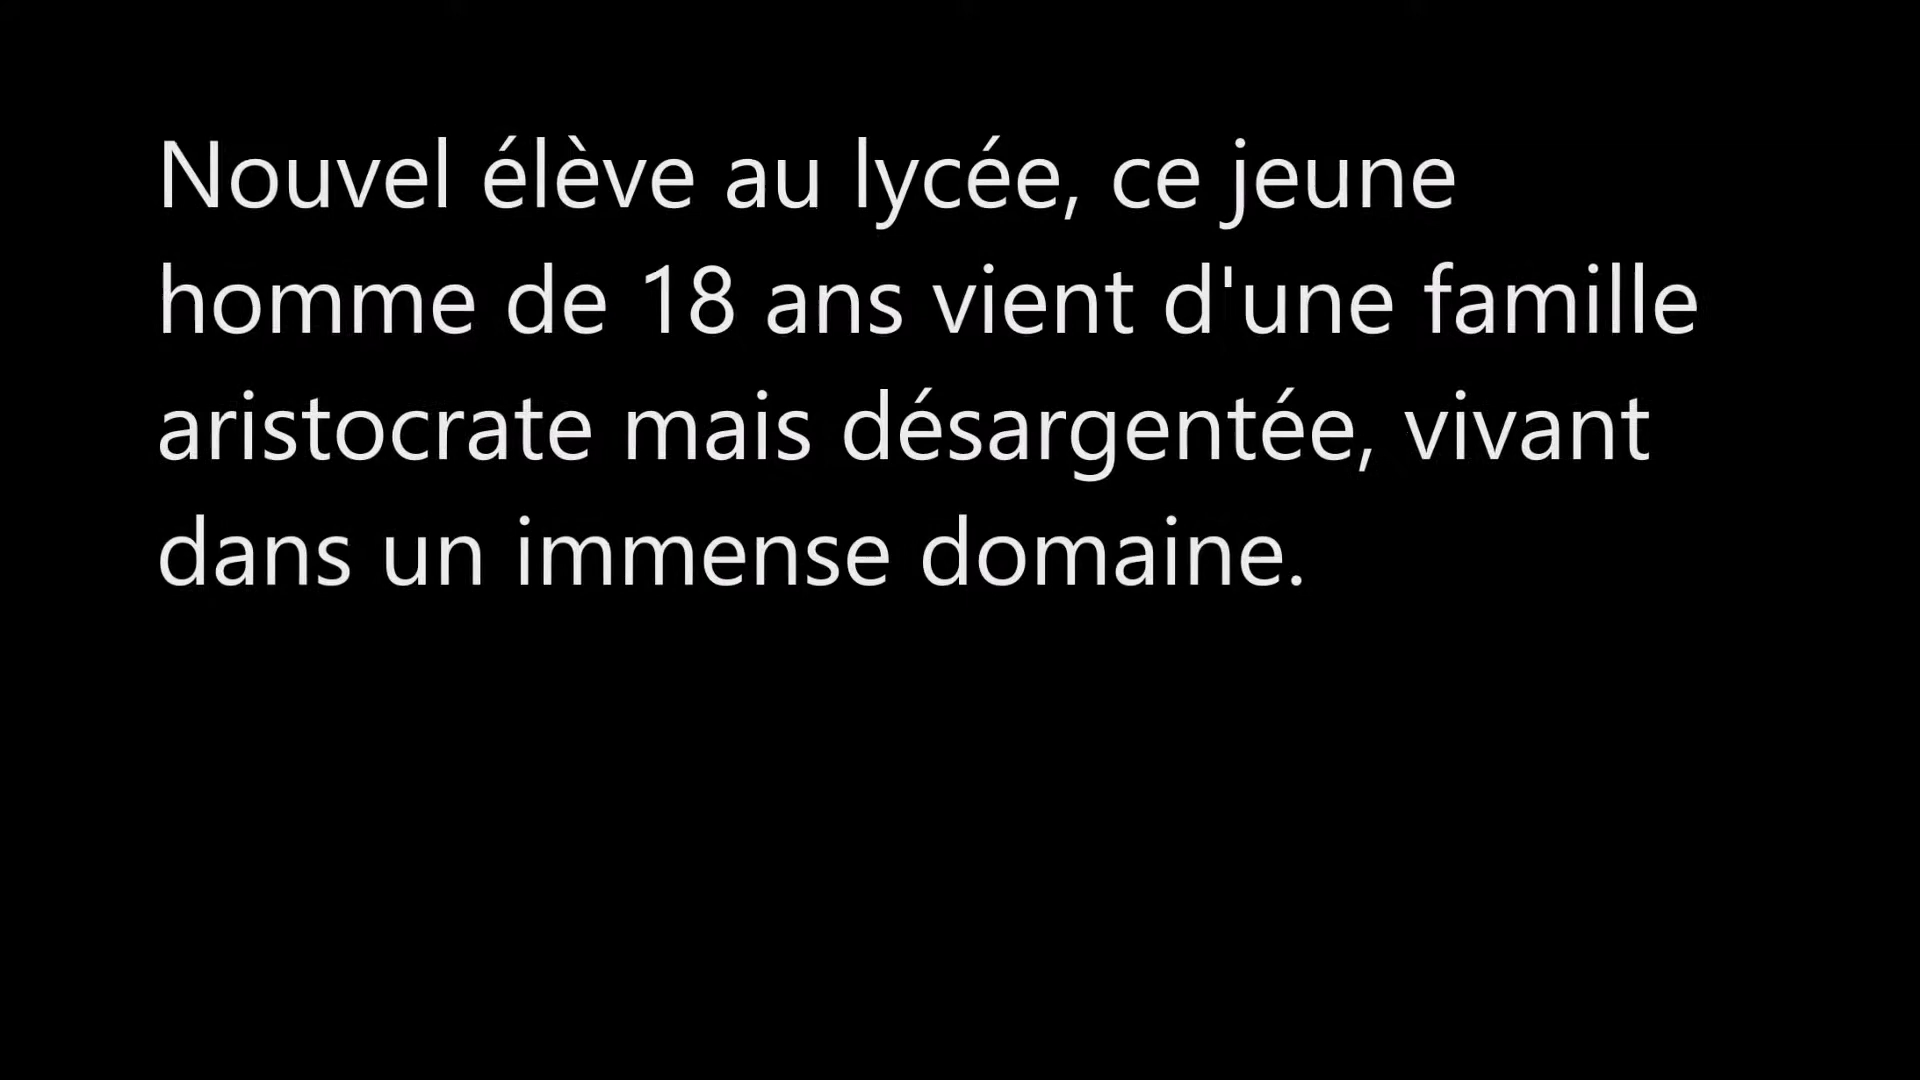 Nouvel élève au lycée, ce jeune
homme de 18 ans vient d'une famille
aristocrate mais désargentée, vivant
dans un immense domaine.